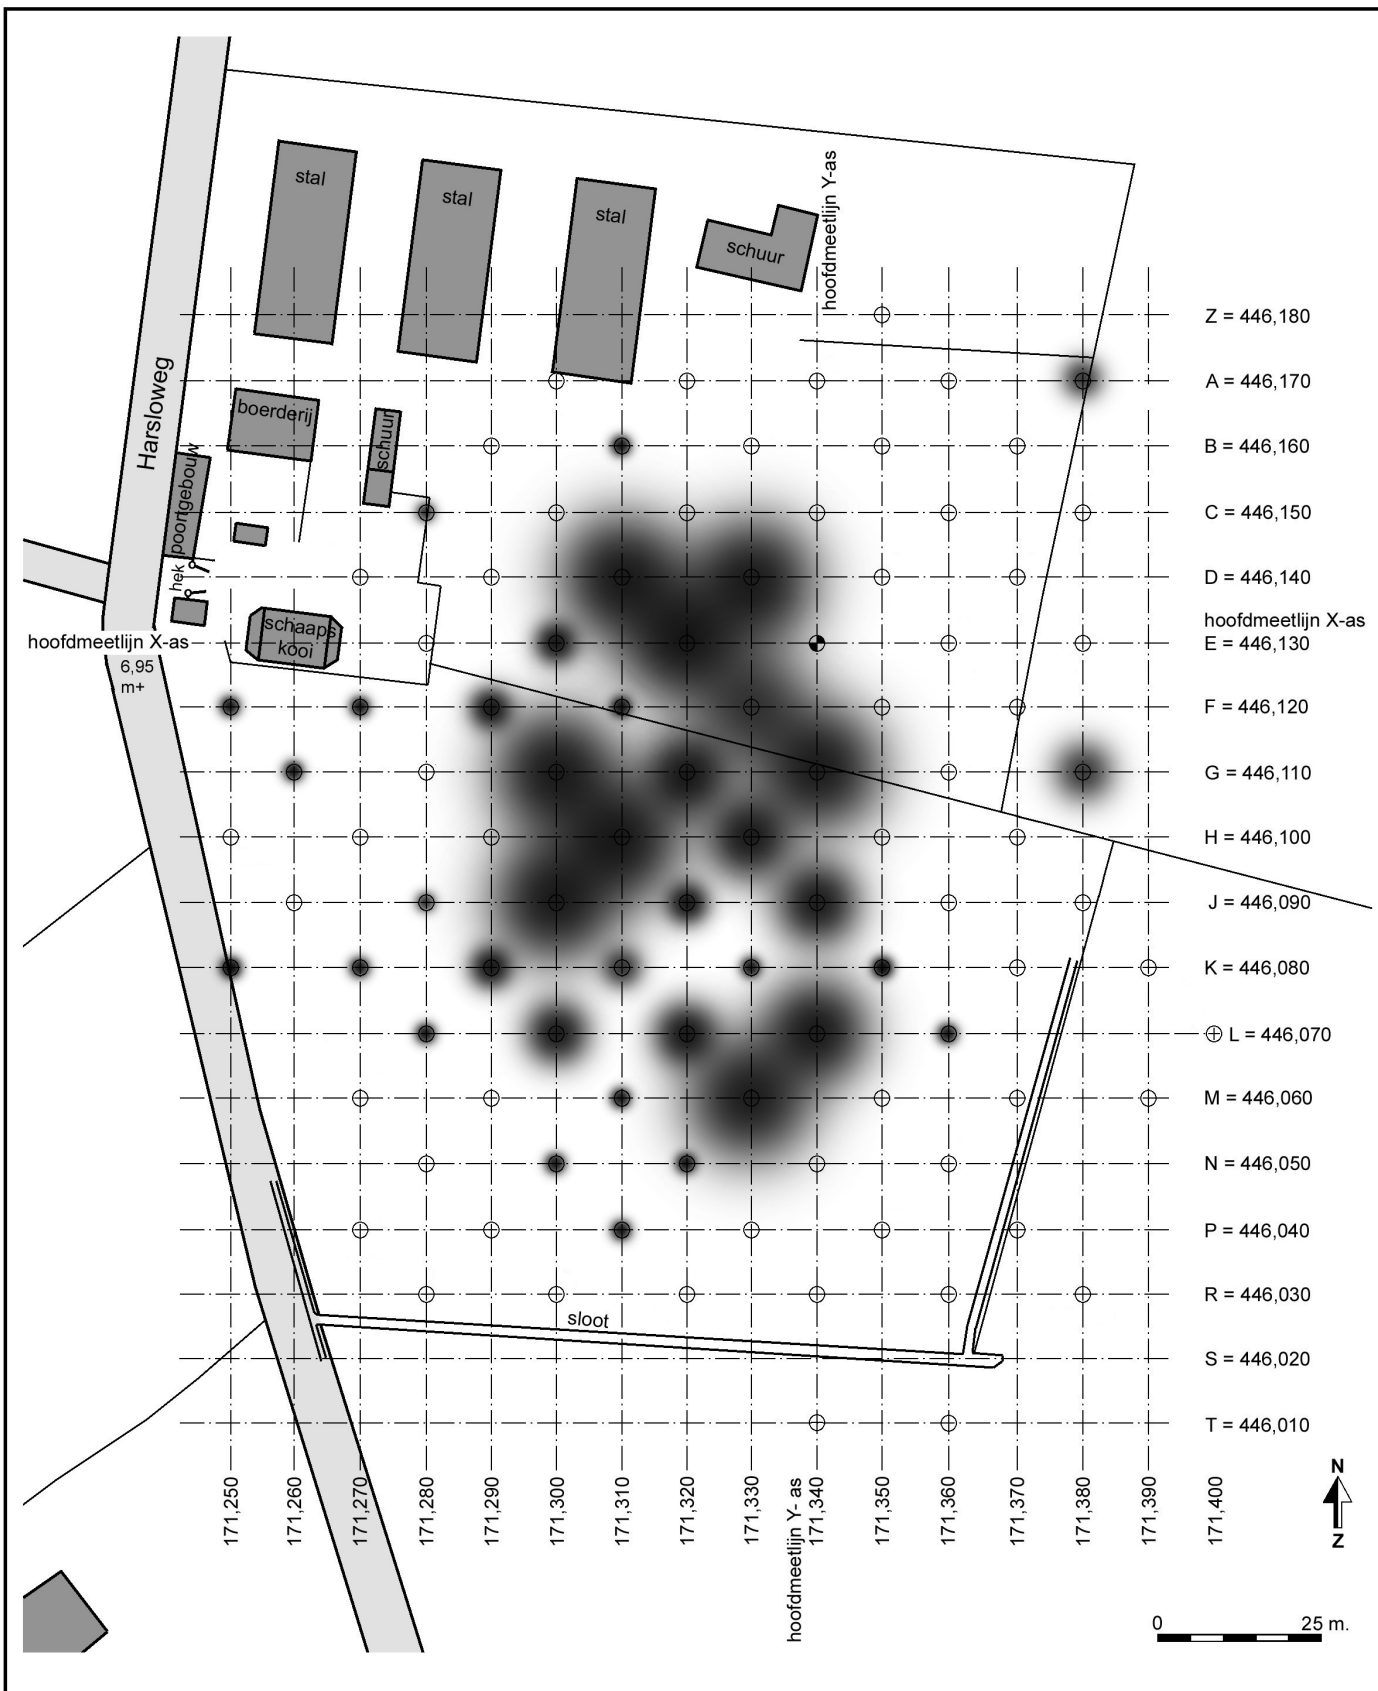 stal
stal
stal
schuur
hoofdmeetlijn Y-as
Harsloweg
boerderij
schuur
poortgebouw
hek
schaaps
kooi
hoofdmeetlijn X-as
6,95
m+
Z = 446,180
A = 446,170
B = 446,160
C = 446,150
D = 446,140
hoofdmeetlijn X-as
E = 446,130
F = 446,120
G = 446,110
H = 446,100
J = 446,090
K = 446,080
L = 446,070
M = 446,060
N = 446,050
P = 446,040
R = 446,030
sloot
S = 446,020
T = 446,010
171,250
171,260
171,270
171,280
171,290
171,300
171,310
171,320
171,330
171,340
171,350
171,360
171,370
171,380
171,390
171,400
hoofdmeetlijn Y- as
N
Z
0 25 m.